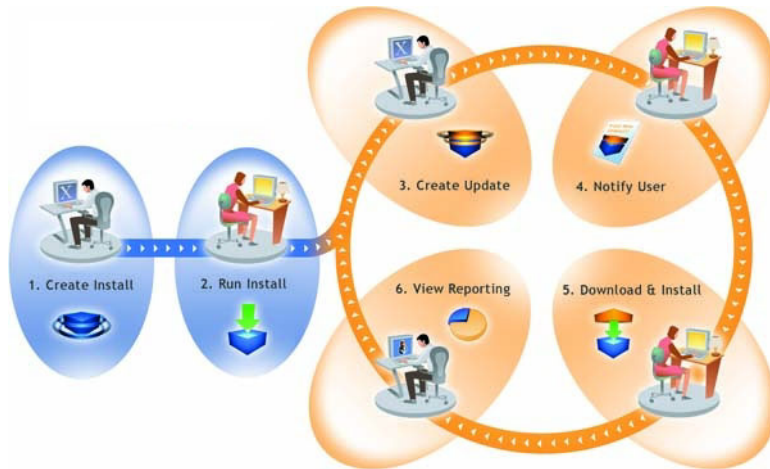 1. Create Install
2. Run Install
3. Create Update
4. Notify User
5. Download & Install
6. View Reporting
X
X